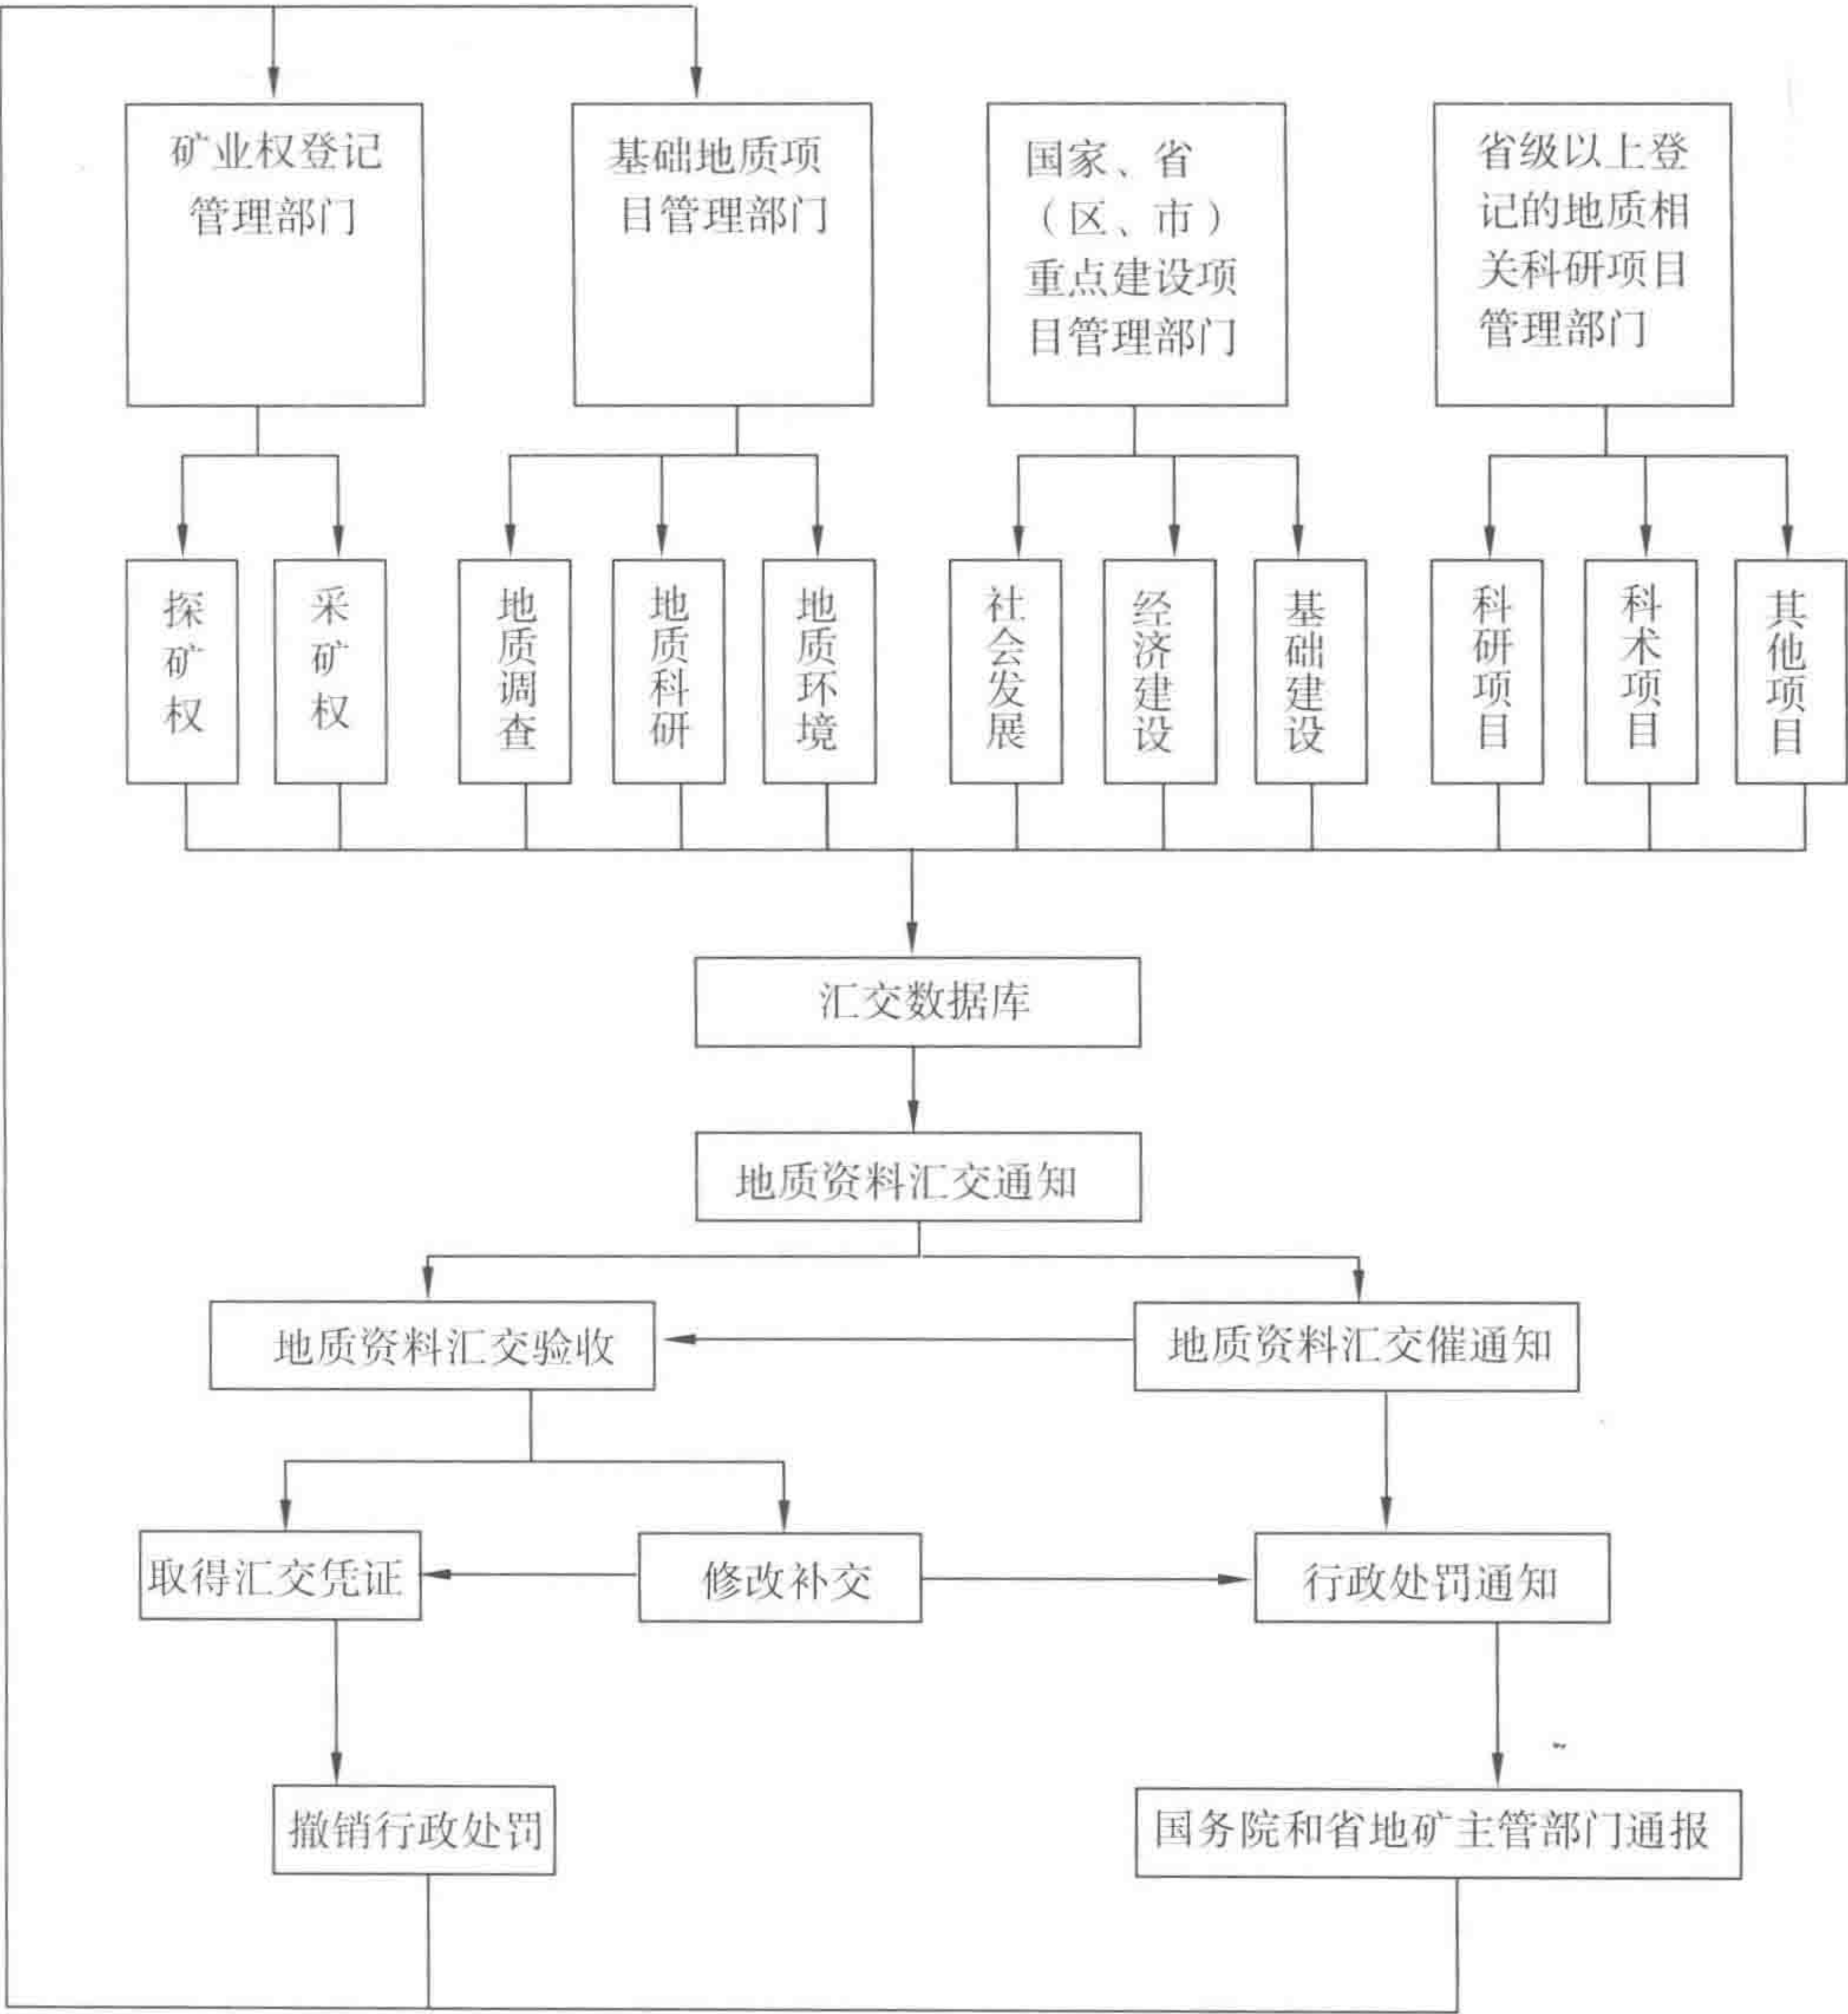 矿业权登记
管理部门
基础地质项
目管理部门
国家、省
（区、市）
重点建设项
目管理部门
省级以上登
记的地质相
关科研项目
管理部门
探矿权
采矿权
地质调查
地质科研
地质环境
社会发展
经济建设
基础建设
科研项目
科术项目
其他项目
汇交数据库
地质资料汇交通知
地质资料汇交验收
地质资料汇交催通知
取得汇交凭证
修改补交
行政处罚通知
撤销行政处罚
国务院和省地矿主管部门通报